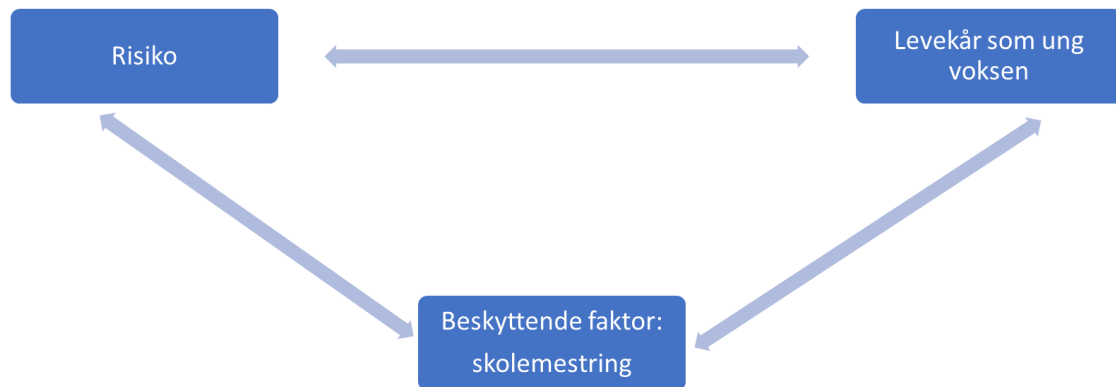 Risiko
Levekår som ung
voksen
Beskyttende faktor:
skolemestring